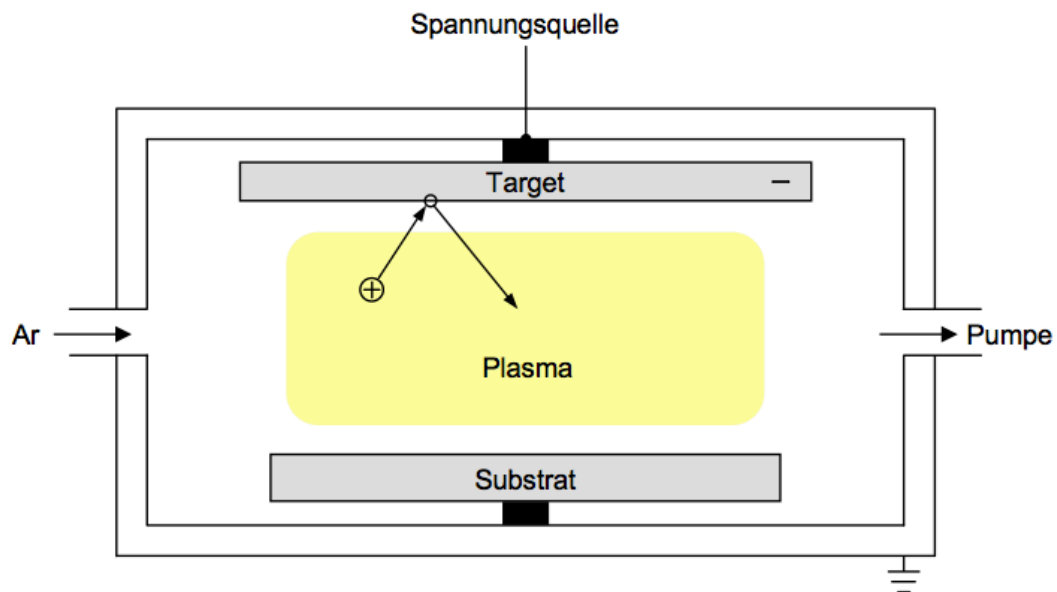 Spannungsquelle
Target −
+
Ar
Pumpe
Plasma
Substrat